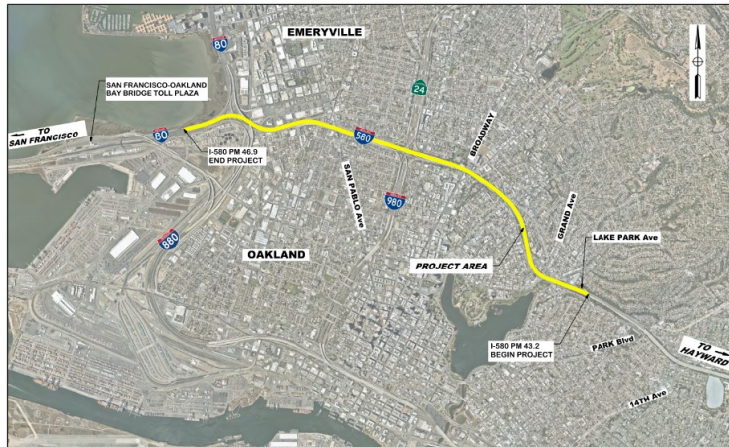 EMERYVILLE
80
SAN FRANCISCO-OAKLAND
BAY BRIDGE TOLL PLAZA
24
TO
SAN FRANCISCO
80
I-580 PM 46.9
END PROJECT
580
BROADWAY
SAN PABLO Ave
980
GRAND Ave
880
OAKLAND
PROJECT AREA
LAKE PARK Ave
I-580 PM 43.2
BEGIN PROJECT
PARK Blvd
TO
HAYWARD
14TH Ave